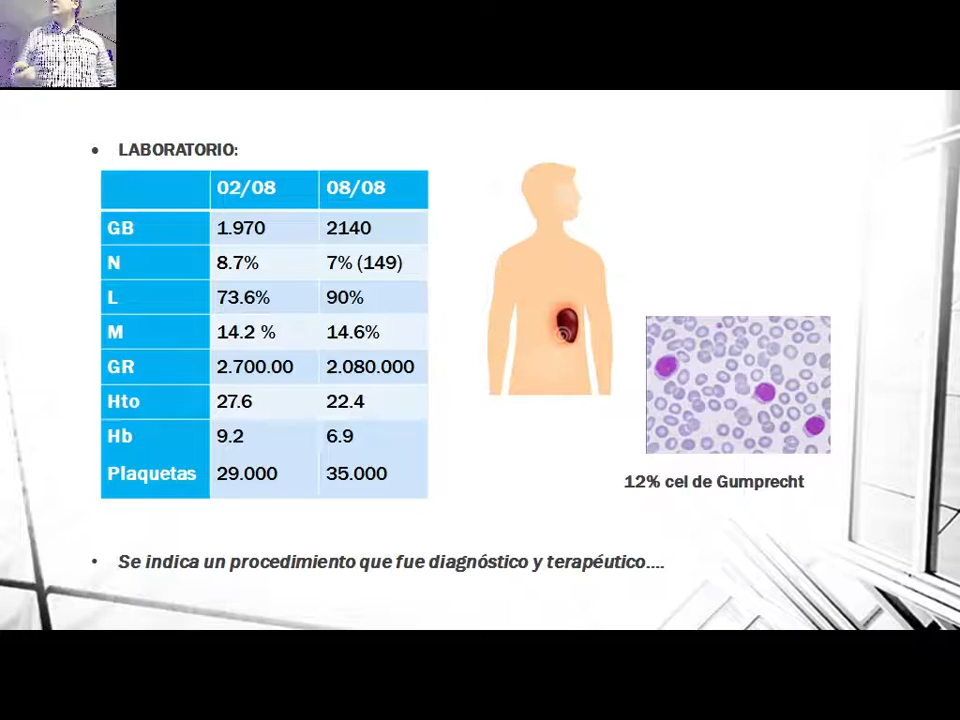 • LABORATORIO:
02/08 08/08
GB 1.970 2140
N 8.7% 7% (149)
L 73.6% 90%
M 14.2 % 14.6%
GR 2.700.00 2.080.000
Hto 27.6 22.4
Hb 9.2 6.9
Plaquetas 29.000 35.000
12% cel de Gumprecht
• Se indica un procedimiento que fue diagnóstico y terapéutico....